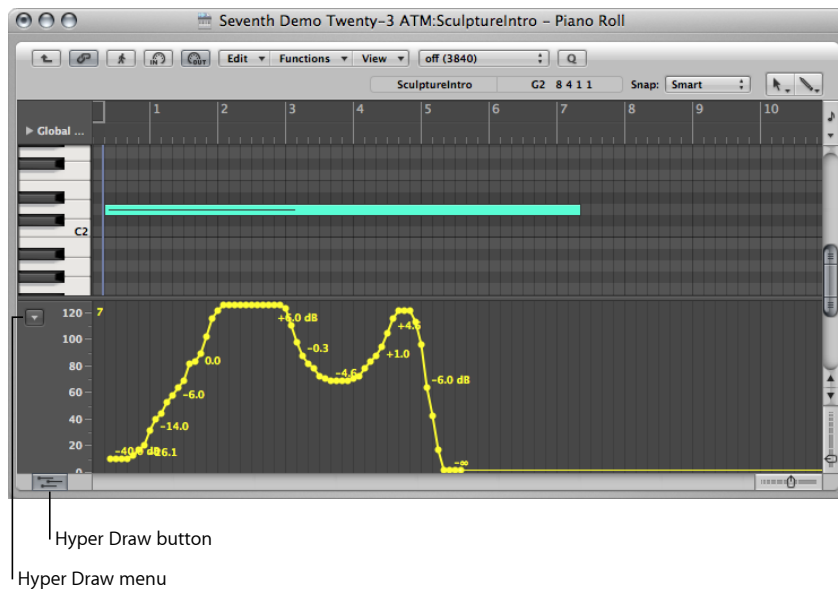 Seventh Demo Twenty-3 ATM:SculptureIntro – Piano Roll
IN OUT Edit Functions View off (3840) Q
SculptureIntro G2 8 4 1 1 Snap: Smart
1 2 3 4 5 6 7 8 9 10
Global ...
C2
120 7
+6.0 dB
+4.6
100
-0.3
+1.0
0.0
80
-4.6
-6.0 dB
60
-6.0
40
-14.0
20
-26.1
-∞
0
Hyper Draw button
Hyper Draw menu